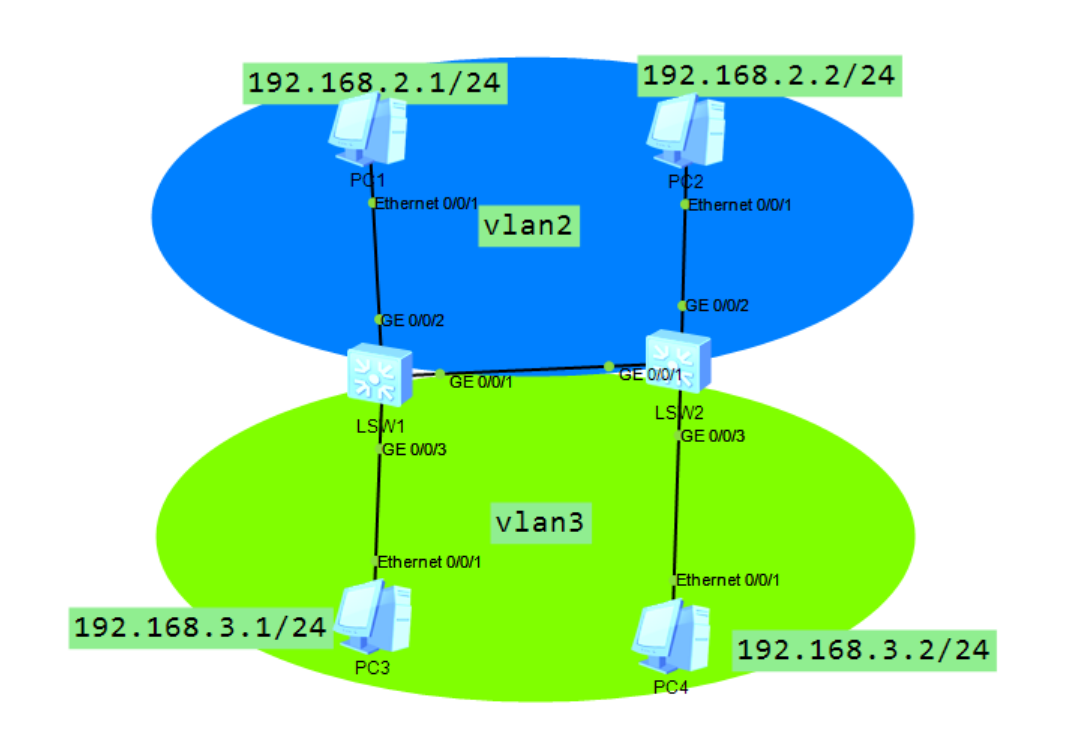 192.168.2.1/24
192.168.2.2/24
PC1
PC2
Ethernet 0/0/1
Ethernet 0/0/1
vlan2
GE 0/0/2
GE 0/0/2
GE 0/0/1
GE 0/0/1
LSW1
LSW2
GE 0/0/3
GE 0/0/3
vlan3
Ethernet 0/0/1
Ethernet 0/0/1
192.168.3.1/24
192.168.3.2/24
PC3
PC4